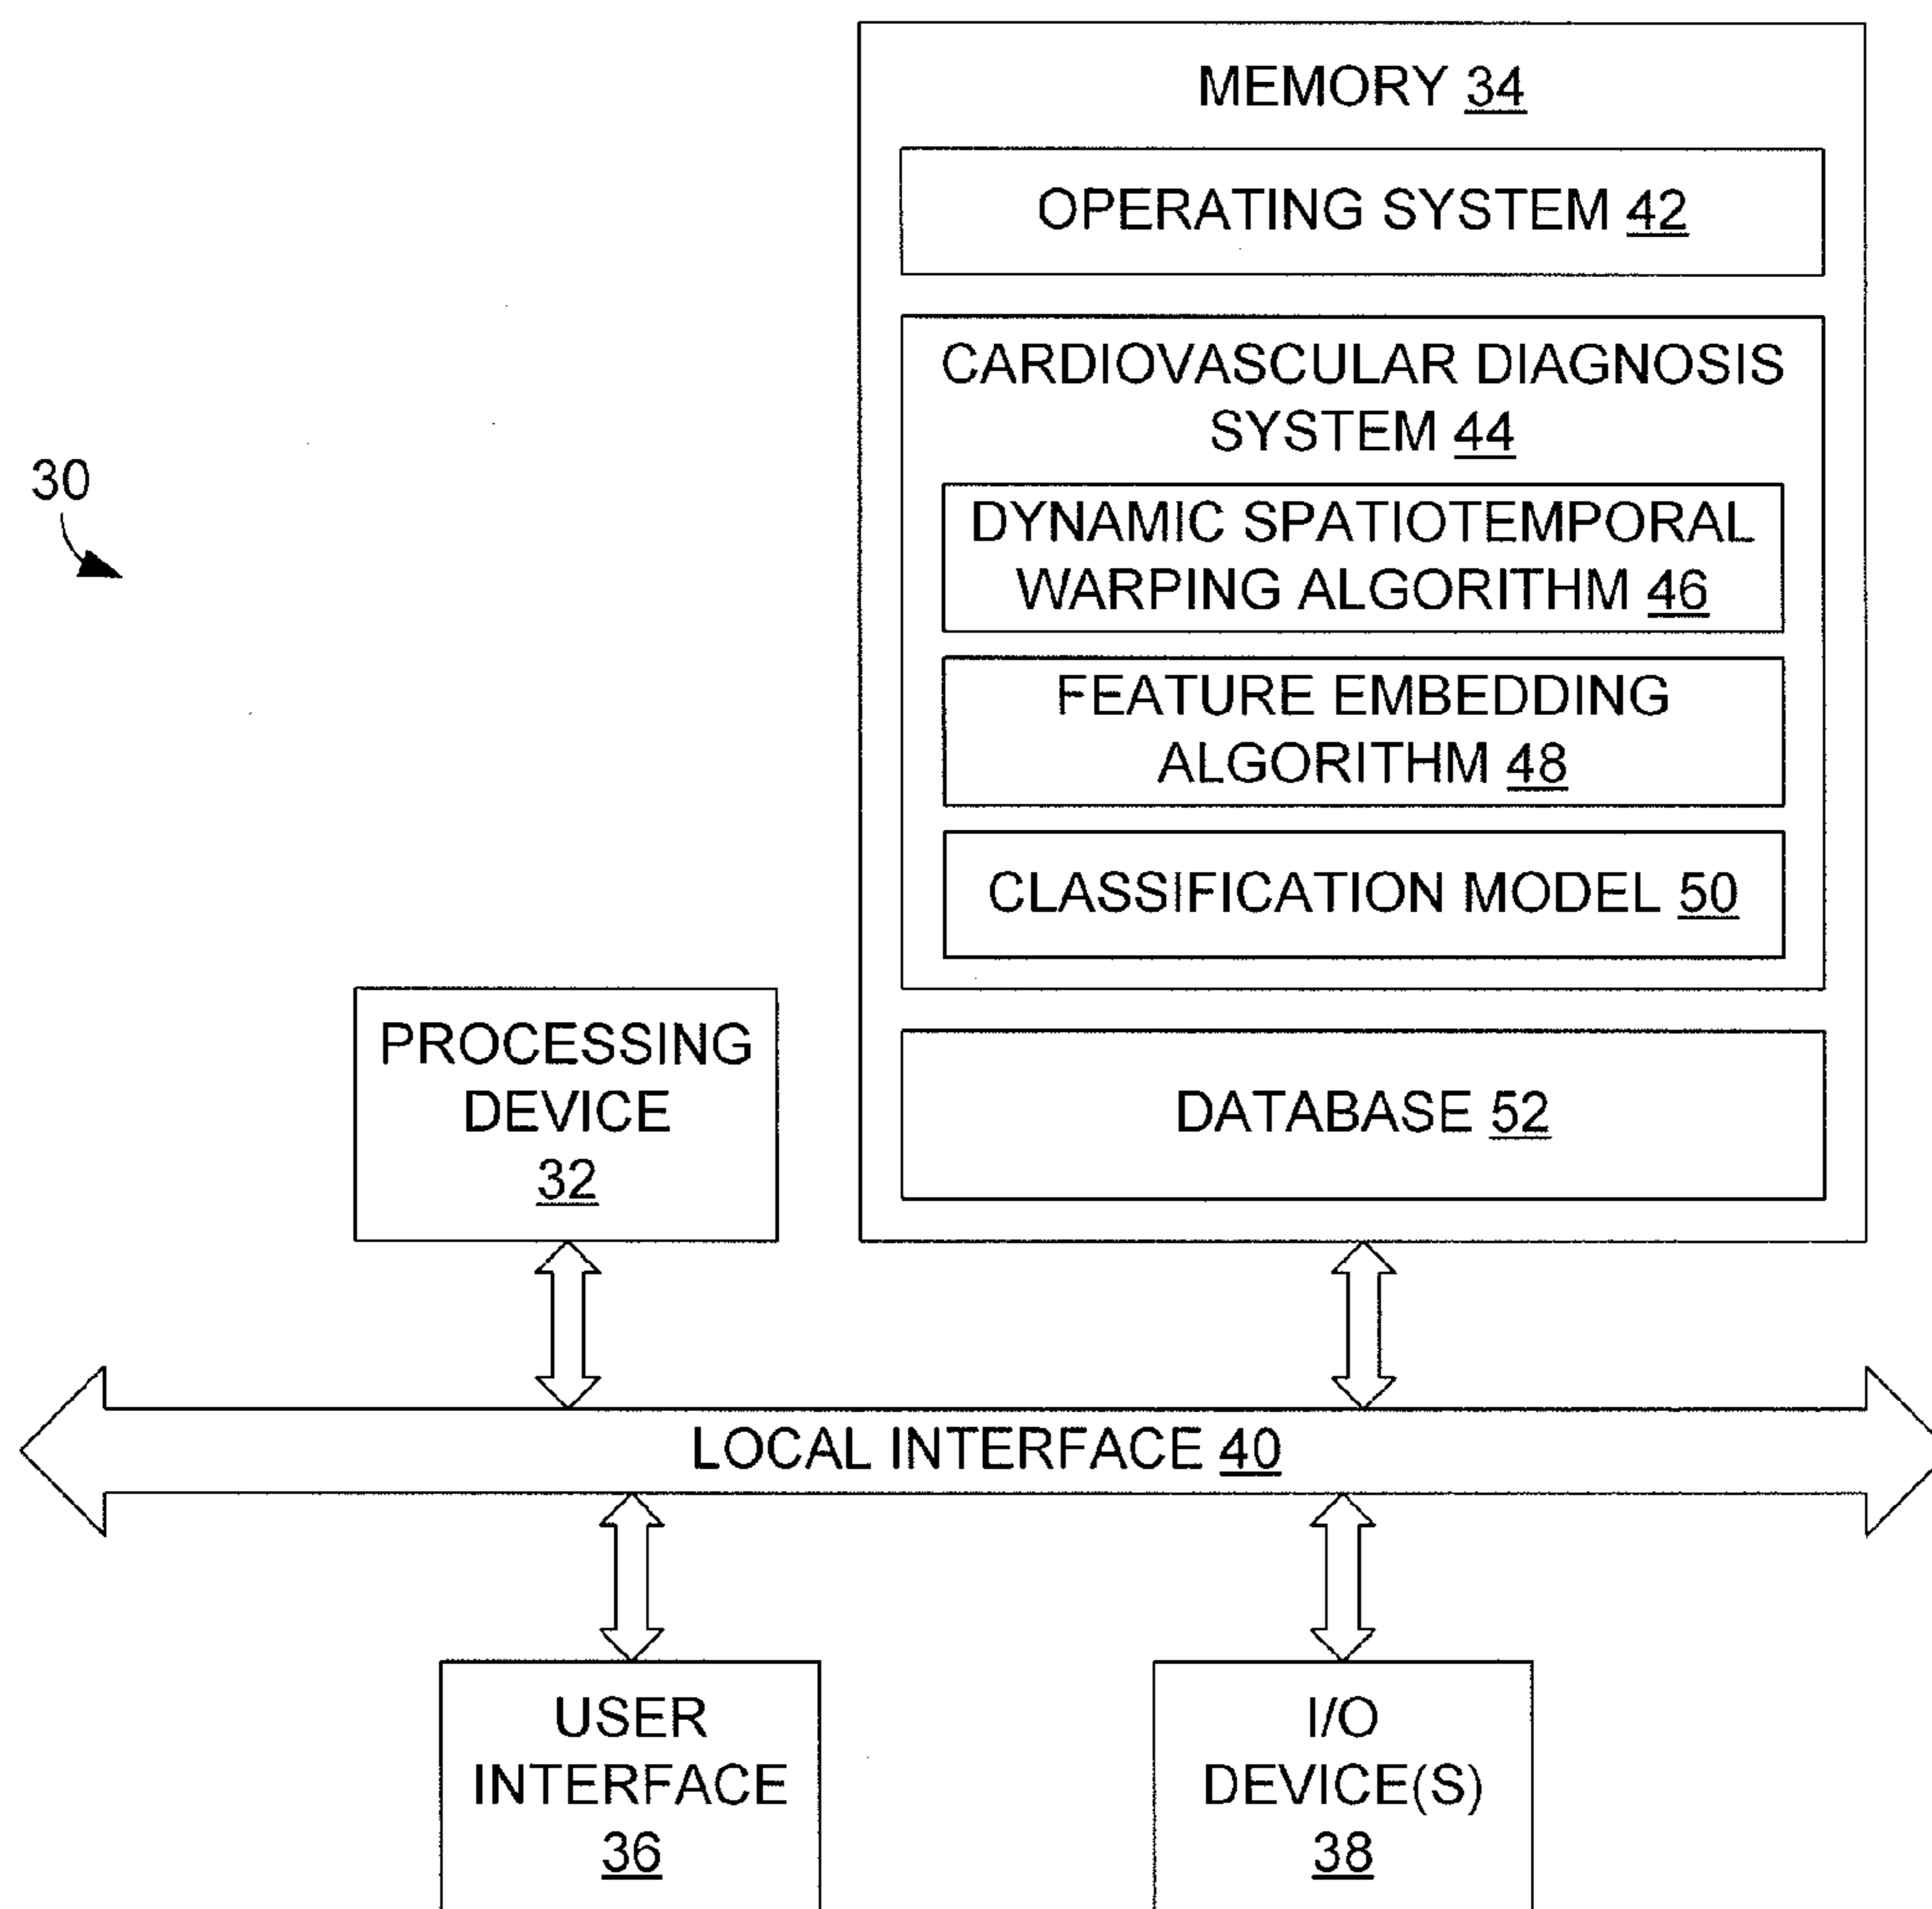 MEMORY 34
OPERATING SYSTEM 42
CARDIOVASCULAR DIAGNOSIS
SYSTEM 44
30
DYNAMIC SPATIOTEMPORAL
WARPING ALGORITHM 46
FEATURE EMBEDDING
ALGORITHM 48
CLASSIFICATION MODEL 50
PROCESSING
DEVICE
32
DATABASE 52
LOCAL INTERFACE 40
USER
INTERFACE
36
I/O
DEVICE(S)
38